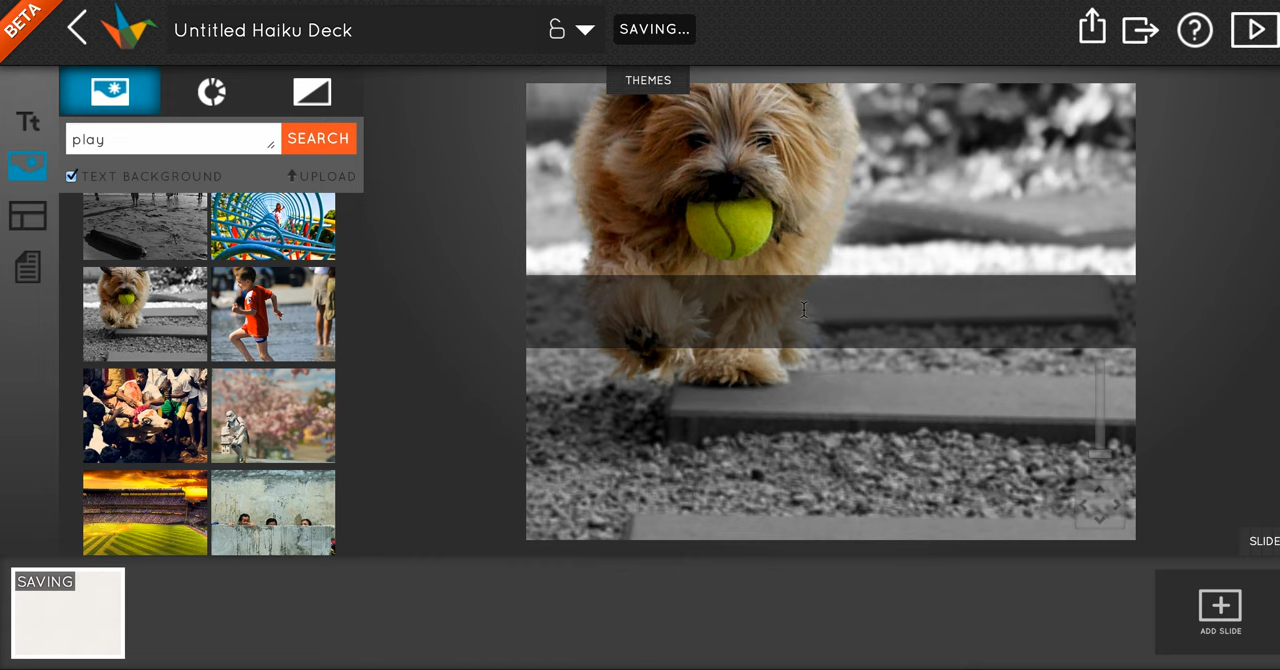 BETA
Untitled Haiku Deck
SAVING...
THEMES
Tt
play
SEARCH
TEXT BACKGROUND
UPLOAD
SLIDE
SAVING
ADD SLIDE